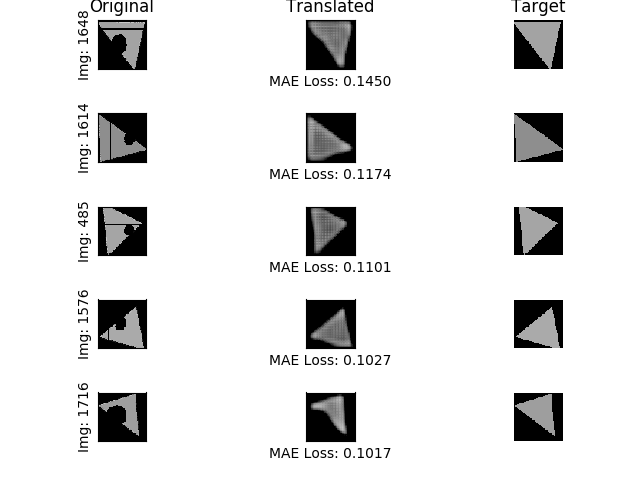 Original Translated Target
Img: 1648
MAE Loss: 0.1450
Img: 1614
MAE Loss: 0.1174
Img: 485
MAE Loss: 0.1101
Img: 1576
MAE Loss: 0.1027
Img: 1716
MAE Loss: 0.1017